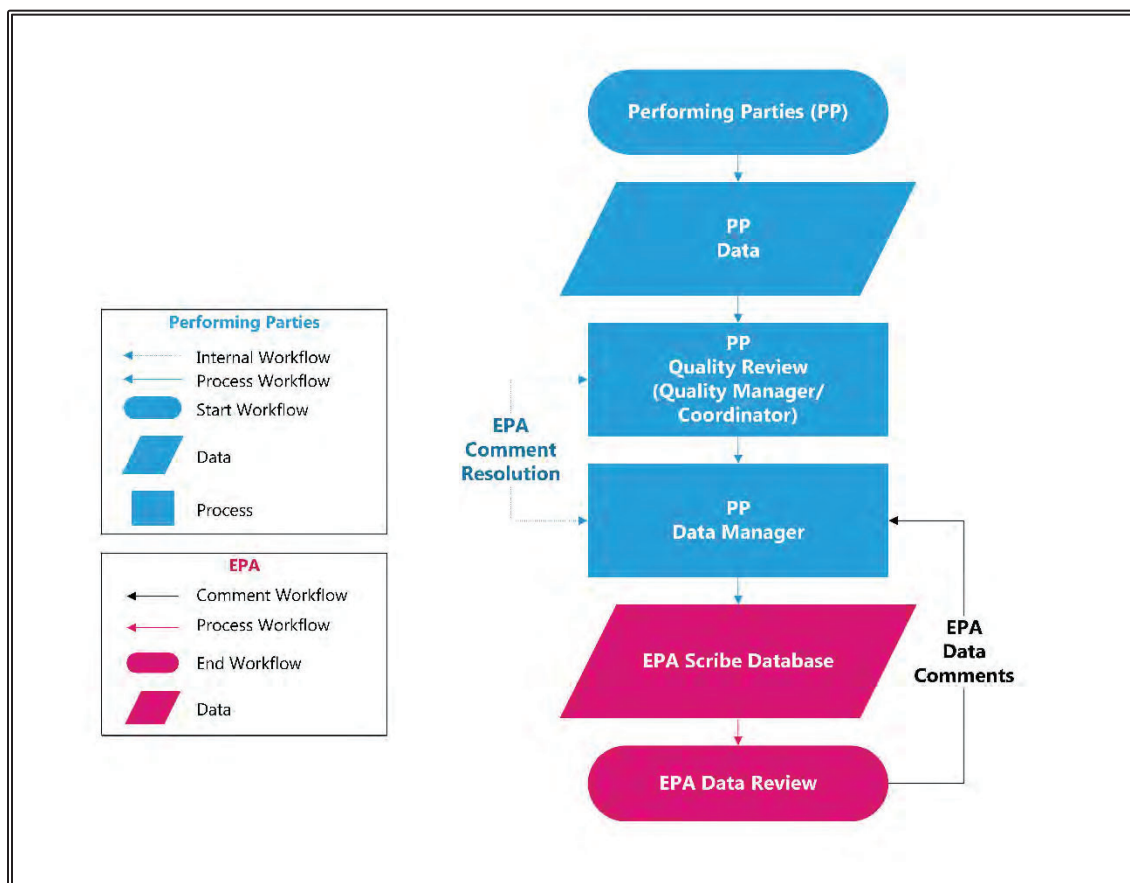 Performing Parties (PP)
PP
Data
PP
Quality Review
(Quality Manager/
Coordinator)
EPA
Comment
Resolution
PP
Data Manager
EPA Scribe Database
EPA
Data
Comments
EPA Data Review
Performing Parties
Internal Workflow
Process Workflow
Start Workflow
Data
Process
EPA
Comment Workflow
Process Workflow
End Workflow
Data